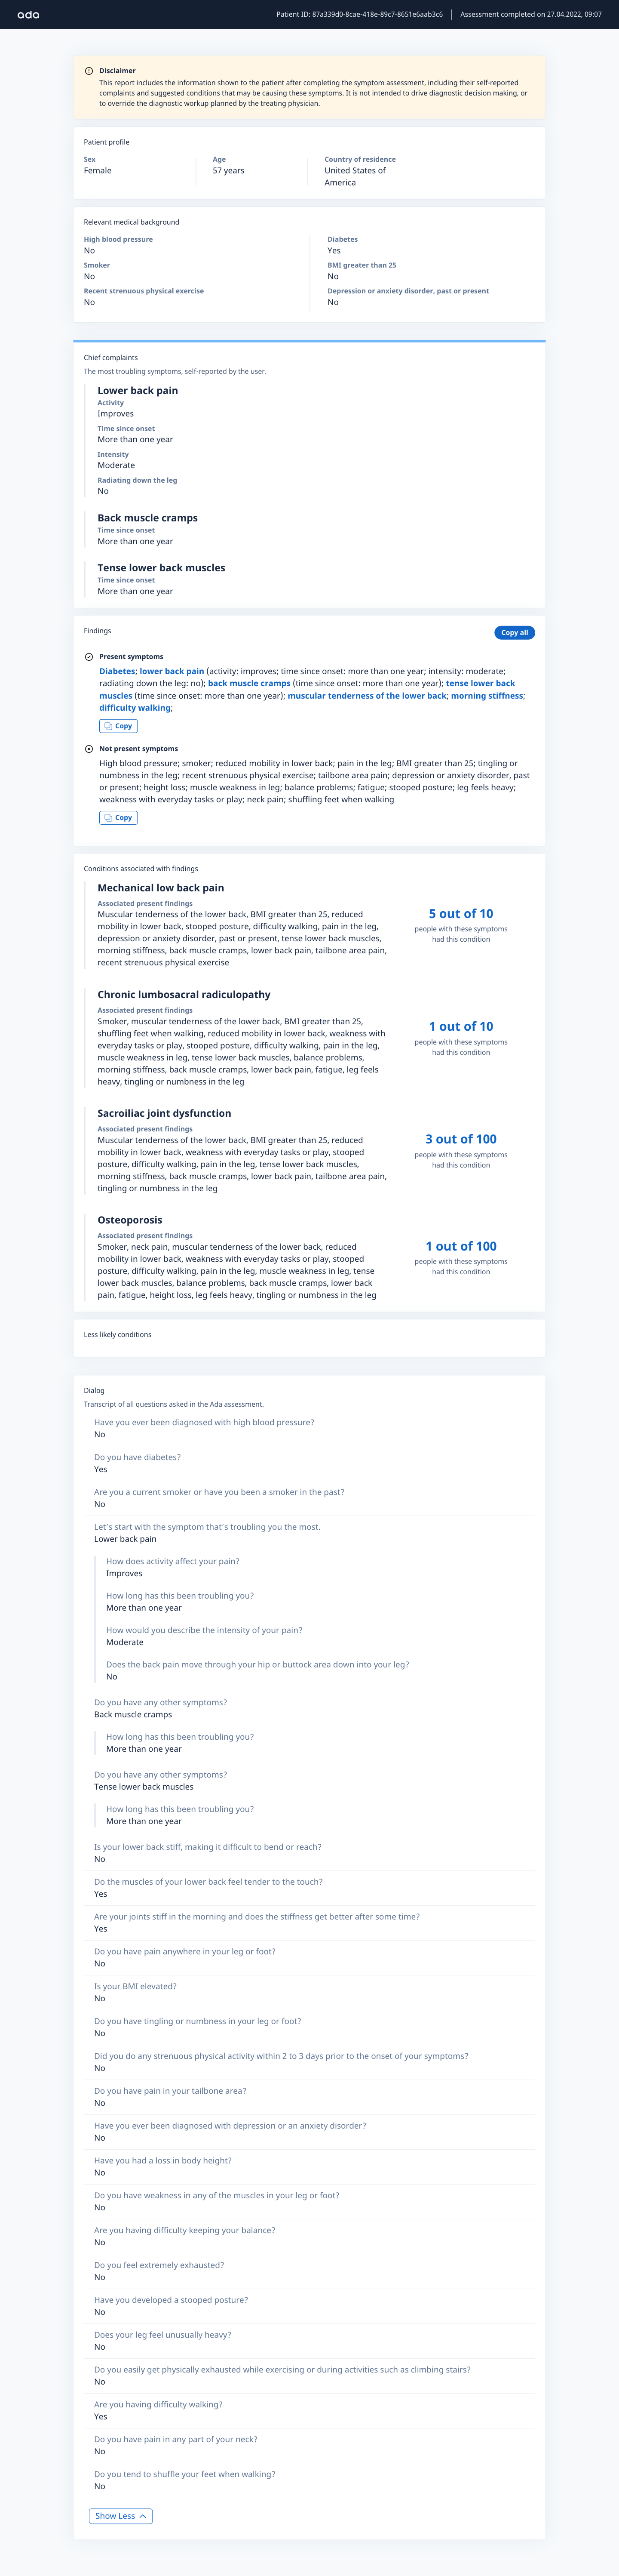 ada
Patient ID: 87a339d0-8cae-418e-89c7-8651e6aab3c6
Assessment completed on 27.04.2022, 09:07
Disclaimer
This report includes the information shown to the patient after completing the symptom assessment, including their self-reported
complaints and suggested conditions that may be causing these symptoms. It is not intended to drive diagnostic decision making, or
to override the diagnostic workup planned by the treating physician.
Patient profile
Sex
Female
Age
57 years
Country of residence
United States of
America
Relevant medical background
High blood pressure
No
Smoker
No
Recent strenuous physical exercise
No
Diabetes
Yes
BMI greater than 25
No
Depression or anxiety disorder, past or present
No
Chief complaints
The most troubling symptoms, self-reported by the user.
Lower back pain
Activity
Improves
Time since onset
More than one year
Intensity
Moderate
Radiating down the leg
No
Back muscle cramps
Time since onset
More than one year
Tense lower back muscles
Time since onset
More than one year
Findings
Copy all
Present symptoms
Diabetes; lower back pain (activity: improves; time since onset: more than one year; intensity: moderate;
radiating down the leg: no); back muscle cramps (time since onset: more than one year); tense lower back
muscles (time since onset: more than one year); muscular tenderness of the lower back; morning stiffness;
difficulty walking;
Copy
Not present symptoms
High blood pressure; smoker; reduced mobility in lower back; pain in the leg; BMI greater than 25; tingling or
numbness in the leg; recent strenuous physical exercise; tailbone area pain; depression or anxiety disorder, past
or present; height loss; muscle weakness in leg; balance problems; fatigue; stooped posture; leg feels heavy;
weakness with everyday tasks or play; neck pain; shuffling feet when walking
Copy
Conditions associated with findings
Mechanical low back pain
Associated present findings
Muscular tenderness of the lower back, BMI greater than 25, reduced
mobility in lower back, stooped posture, difficulty walking, pain in the leg,
depression or anxiety disorder, past or present, tense lower back muscles,
morning stiffness, back muscle cramps, lower back pain, tailbone area pain,
recent strenuous physical exercise
5 out of 10
people with these symptoms
had this condition
Chronic lumbosacral radiculopathy
Associated present findings
Smoker, muscular tenderness of the lower back, BMI greater than 25,
shuffling feet when walking, reduced mobility in lower back, weakness with
everyday tasks or play, stooped posture, difficulty walking, pain in the leg,
muscle weakness in leg, tense lower back muscles, balance problems,
morning stiffness, back muscle cramps, lower back pain, fatigue, leg feels
heavy, tingling or numbness in the leg
1 out of 10
people with these symptoms
had this condition
Sacroiliac joint dysfunction
Associated present findings
Muscular tenderness of the lower back, BMI greater than 25, reduced
mobility in lower back, weakness with everyday tasks or play, stooped
posture, difficulty walking, pain in the leg, tense lower back muscles,
morning stiffness, back muscle cramps, lower back pain, tailbone area pain,
tingling or numbness in the leg
3 out of 100
people with these symptoms
had this condition
Osteoporosis
Associated present findings
Smoker, neck pain, muscular tenderness of the lower back, reduced
mobility in lower back, weakness with everyday tasks or play, stooped
posture, difficulty walking, pain in the leg, muscle weakness in leg, tense
lower back muscles, balance problems, back muscle cramps, lower back
pain, fatigue, height loss, leg feels heavy, tingling or numbness in the leg
1 out of 100
people with these symptoms
had this condition
Less likely conditions
Dialog
Transcript of all questions asked in the Ada assessment.
Have you ever been diagnosed with high blood pressure?
No
Do you have diabetes?
Yes
Are you a current smoker or have you been a smoker in the past?
No
Let's start with the symptom that's troubling you the most.
Lower back pain
How does activity affect your pain?
Improves
How long has this been troubling you?
More than one year
How would you describe the intensity of your pain?
Moderate
Does the back pain move through your hip or buttock area down into your leg?
No
Do you have any other symptoms?
Back muscle cramps
How long has this been troubling you?
More than one year
Do you have any other symptoms?
Tense lower back muscles
How long has this been troubling you?
More than one year
Is your lower back stiff, making it difficult to bend or reach?
No
Do the muscles of your lower back feel tender to the touch?
Yes
Are your joints stiff in the morning and does the stiffness get better after some time?
Yes
Do you have pain anywhere in your leg or foot?
No
Is your BMI elevated?
No
Do you have tingling or numbness in your leg or foot?
No
Did you do any strenuous physical activity within 2 to 3 days prior to the onset of your symptoms?
No
Do you have pain in your tailbone area?
No
Have you ever been diagnosed with depression or an anxiety disorder?
No
Have you had a loss in body height?
No
Do you have weakness in any of the muscles in your leg or foot?
No
Are you having difficulty keeping your balance?
No
Do you feel extremely exhausted?
No
Have you developed a stooped posture?
No
Does your leg feel unusually heavy?
No
Do you easily get physically exhausted while exercising or during activities such as climbing stairs?
No
Are you having difficulty walking?
Yes
Do you have pain in any part of your neck?
No
Do you tend to shuffle your feet when walking?
No
Show Less